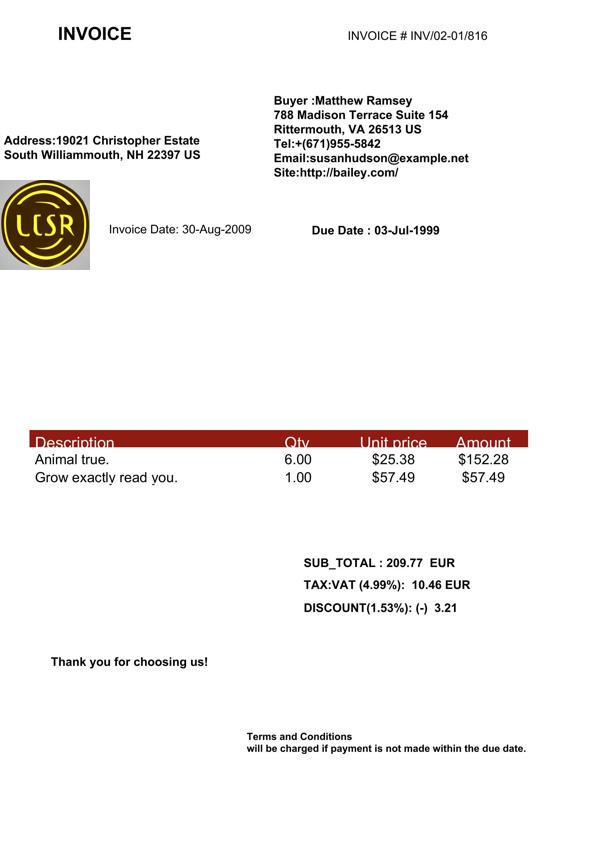 INVOICE
INVOICE # INV/02-01/816
Buyer :Matthew Ramsey
788 Madison Terrace Suite 154
Rittermouth, VA 26513 US
Tel:+(671)955-5842
Email:susanhudson@example.net
Site:http://bailey.com/
Address:19021 Christopher Estate
South Williammouth, NH 22397 US
LCSR
Invoice Date: 30-Aug-2009
Due Date : 03-Jul-1999
Description Qty Unit price Amount
Animal true. 6.00 $25.38 $152.28
Grow exactly read you. 1.00 $57.49 $57.49
SUB_TOTAL : 209.77 EUR
TAX:VAT (4.99%): 10.46 EUR
DISCOUNT(1.53%): (-) 3.21
Thank you for choosing us!
Terms and Conditions
will be charged if payment is not made within the due date.